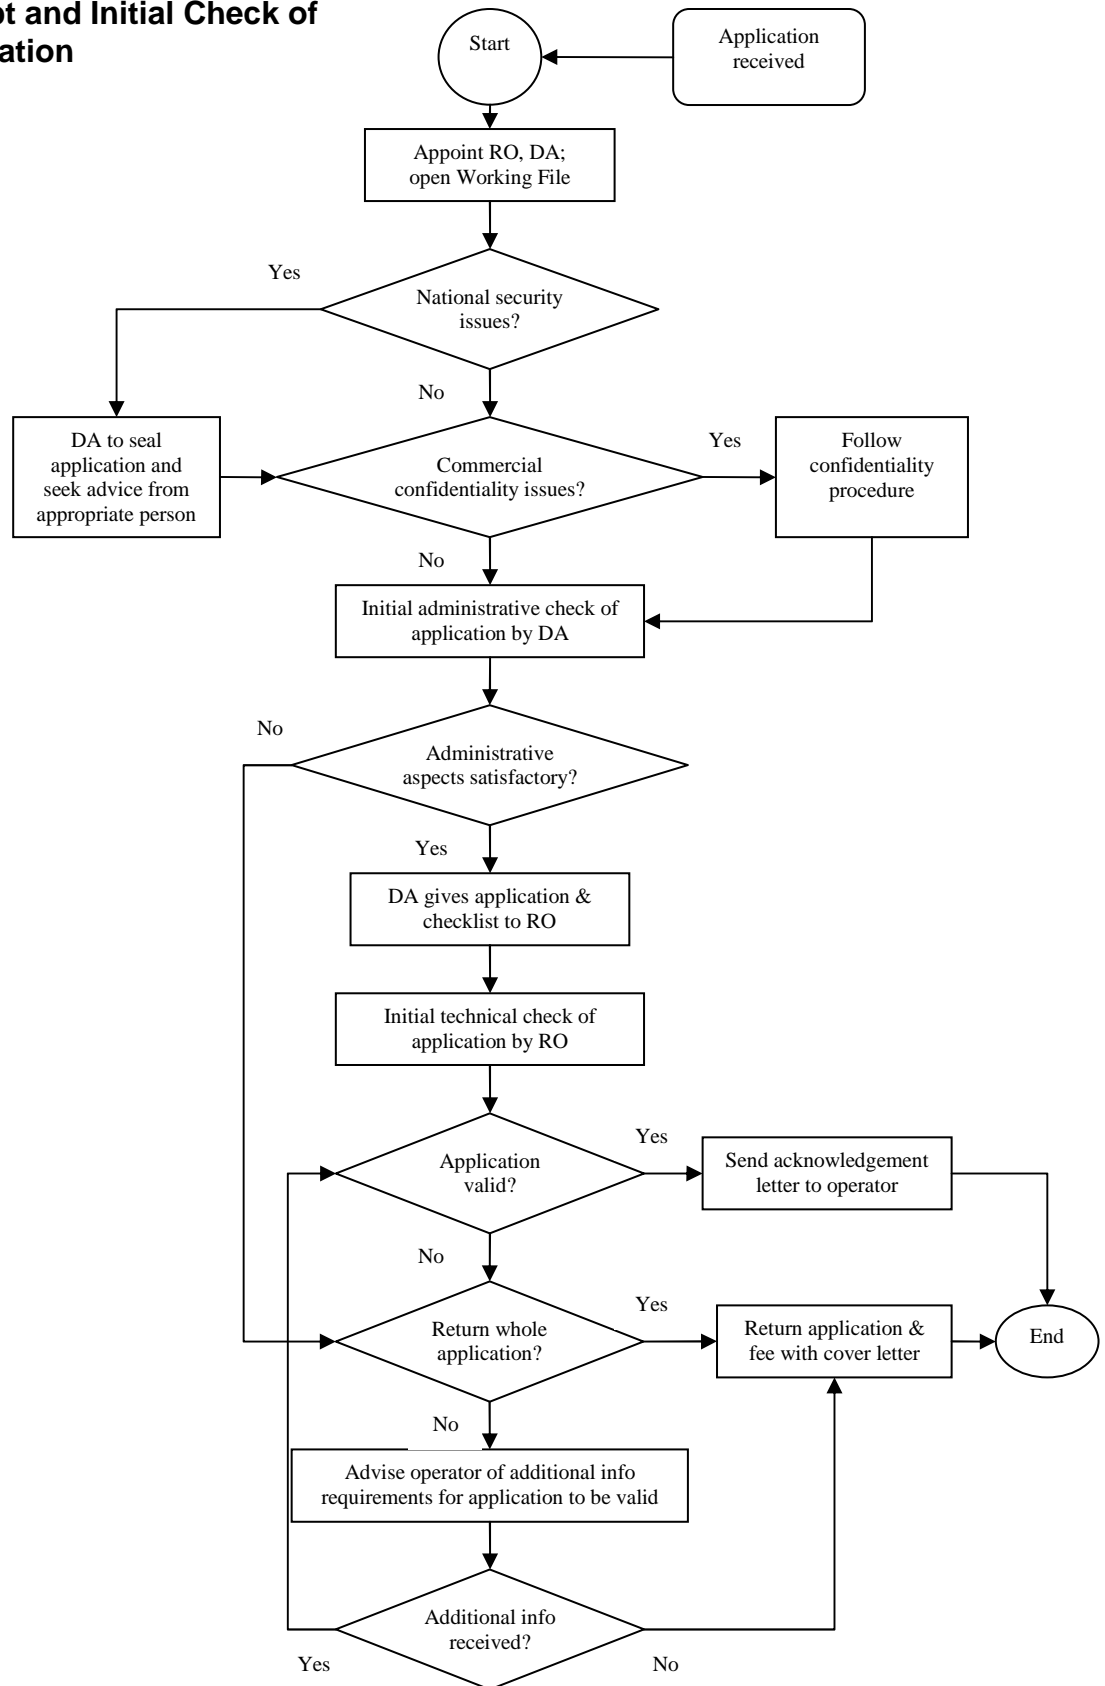 and Initial Check of
Start
Application
received
Appoint RO, DA;
open Working File
Yes
National security
issues?
No
DA to seal
application and
seek advice from
appropriate person
Commercial
confidentiality issues?
Yes
Follow
confidentiality
procedure
No
Initial administrative check of
application by DA
No
Administrative
aspects satisfactory?
Yes
DA gives application &
checklist to RO
Initial technical check of
application by RO
Application
valid?
Yes
Send acknowledgement
letter to operator
No
Return whole
application?
Yes
Return application &
fee with cover letter
End
No
Advise operator of additional info
requirements for application to be valid
Additional info
received?
Yes
No